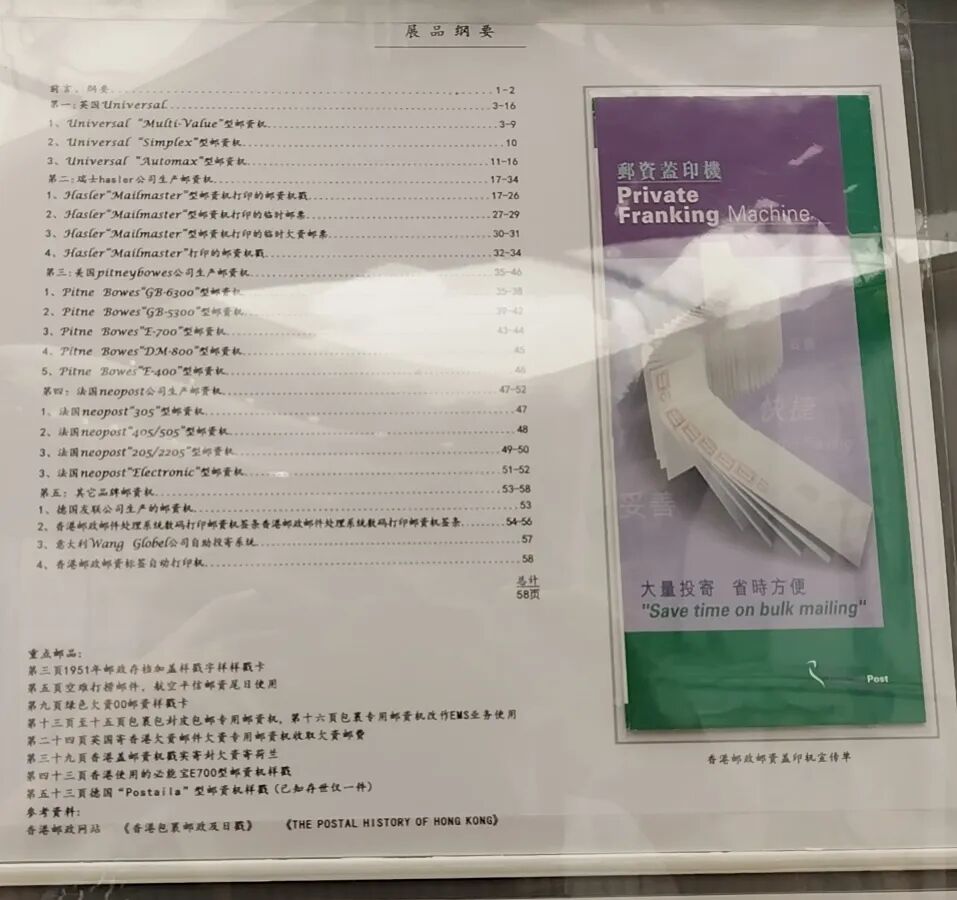 展品纲要
前言、纲要 1-2
第一:英国Universal 3-16
1、Universal "Multi-Value"型邮资机 3-9
2、Universal "Simplex"型邮资机 10
3、Universal "Automax"型邮资机 11-16
第二:瑞士hasler公司生产邮资机 17-34
1、Hasler"Mailmaster"型邮资机打印的邮资机戳 17-26
2、Hasler"Mailmaster"型邮资机打印的临时邮票 27-29
3、Hasler"Mailmaster"型邮资机打印的临时欠资邮票 30-31
4、Hasler"Mailmaster"打印的邮资机戳 32-34
第三:美国pitneybowes公司生产邮资机 35-46
1、Pitne Bowes"GB-6300"型邮资机 35-38
2、Pitne Bowes"GB-5300"型邮资机 39-42
3、Pitne Bowes"E-700"型邮资机 43-44
4、Pitne Bowes"DM-800"型邮资机 45
5、Pitne Bowes"E-400"型邮资机 46
第四:法国neopost公司生产邮资机 47-52
1、法国neopost"305"型邮资机 47
2、法国neopost"405/505"型邮资机 48
3、法国neopost"205/2205"型邮资机 49-50
3、法国neopost"Electronic"型邮资机 51-52
第五:其它品牌邮资机 53-58
1、德国友联公司生产的邮资机 53
2、香港邮政邮件处理系统数码打印邮资机签条香港邮政邮件处理系统数码打印邮资机签条 54-56
3、意大利Wang Globel公司自动投寄系统 57
4、香港邮政邮资标签自动打印机 58
总计
58页
重点邮品:
第三頁1951年邮政存档加盖样戳字样样戳卡
第五頁空难打捞邮件,航空平信邮资尾日使用
第九頁绿色欠資00邮资样戳卡
第十三頁至十五頁包裹包封皮包邮专用邮资机,第十六頁包裹专用邮资机改作EMS业务使用
第二十四頁英国寄香港欠资邮件欠资专用邮资机收取欠资邮费
第三十九頁香港盖邮资机戳实寄封欠资寄荷兰
第四十三頁香港使用的必能宝E700型邮资机样戳
第五十三頁德国“Postaila”型邮资机样戳(已知存世仅一件)
参考資料:
香港邮政网站 《香港包裹邮政及日戳》 《THE POSTAL HISTORY OF HONG KONG》
郵資蓋印機
Private
Franking Machine
快捷
妥善
大量投寄 省時方便
"Save time on bulk mailing"
Post
香港邮政邮资盖印机宣传单